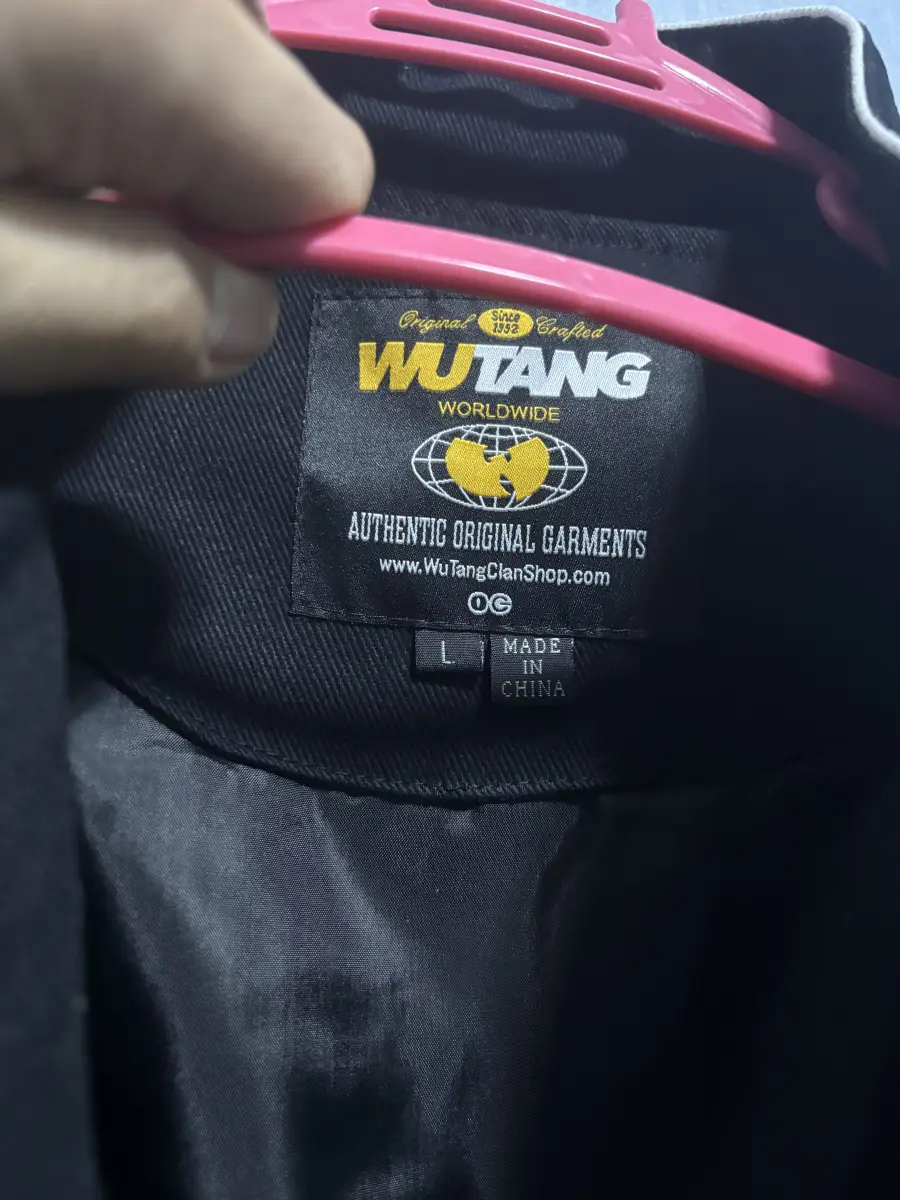 Original Since 1992 Crafted
WUTANG
WORLDWIDE
AUTHENTIC ORIGINAL GARMENTS
www.WuTangClanShop.com
OG
L
MADE
IN
CHINA